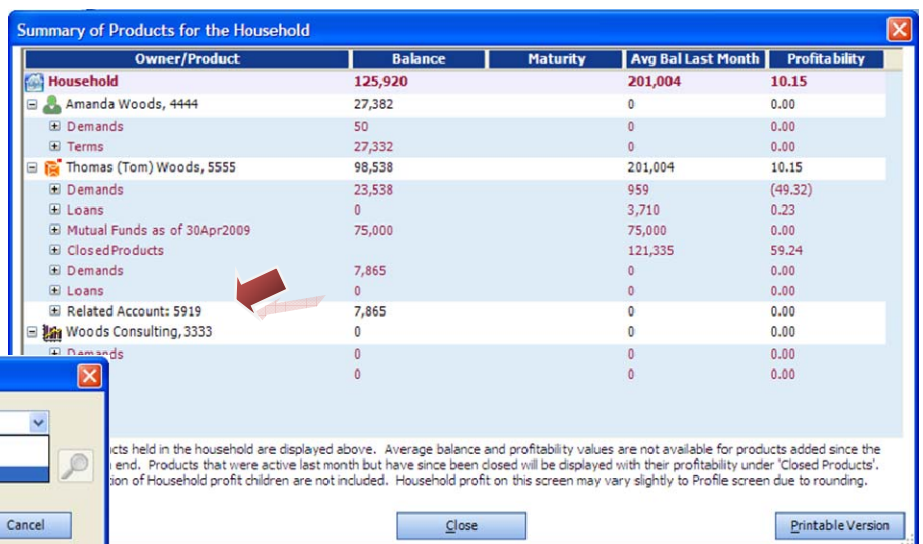 Summary of Products for the Household
Owner/Product Balance Maturity Avg Bal Last Month Profitability
Household 125,920 201,004 10.15
Amanda Woods, 4444 27,382 0 0.00
Demands 50 0 0.00
Terms 27,332 0 0.00
Thomas (Tom) Woods, 5555 98,538 201,004 10.15
Demands 23,538 959 (49.32)
Loans 0 3,710 0.23
Mutual Funds as of 30Apr2009 75,000 75,000 0.00
Closed Products 121,335 59.24
Demands 7,865 0 0.00
Loans 0 0 0.00
Related Account: 5919 7,865 0 0.00
Woods Consulting, 3333 0 0 0.00
Demands 0 0 0.00
0 0 0.00
ucts held in the household are displayed above. Average balance and profitability values are not available for products added since the
end. Products that were active last month but have since been closed will be displayed with their profitability under 'Closed Products'.
tion of Household profit children are not included. Household profit on this screen may vary slightly to Profile screen due to rounding.
Cancel
Close
Printable Version